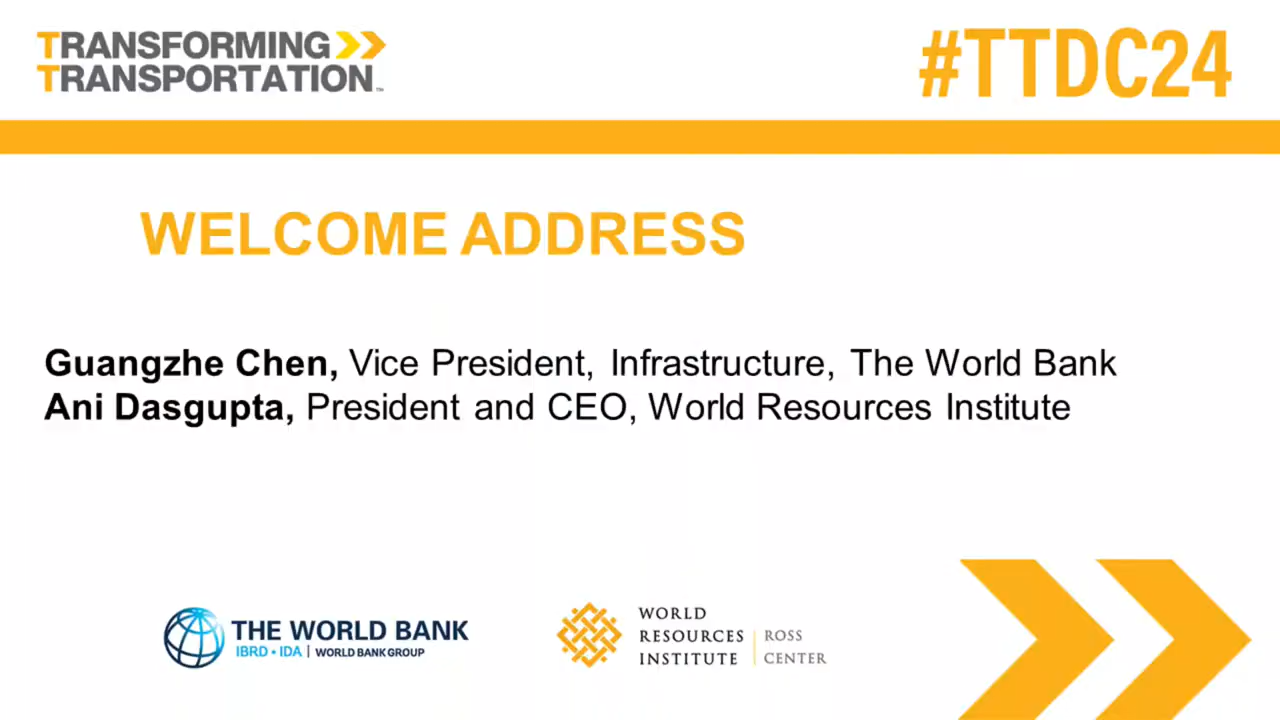 TRANSFORMING
TRANSPORTATION™
#TTDC24
WELCOME ADDRESS
Guangzhe Chen, Vice President, Infrastructure, The World Bank
Ani Dasgupta, President and CEO, World Resources Institute
THE WORLD BANK
IBRD • IDA | WORLD BANK GROUP
WORLD
RESOURCES
INSTITUTE
ROSS
CENTER